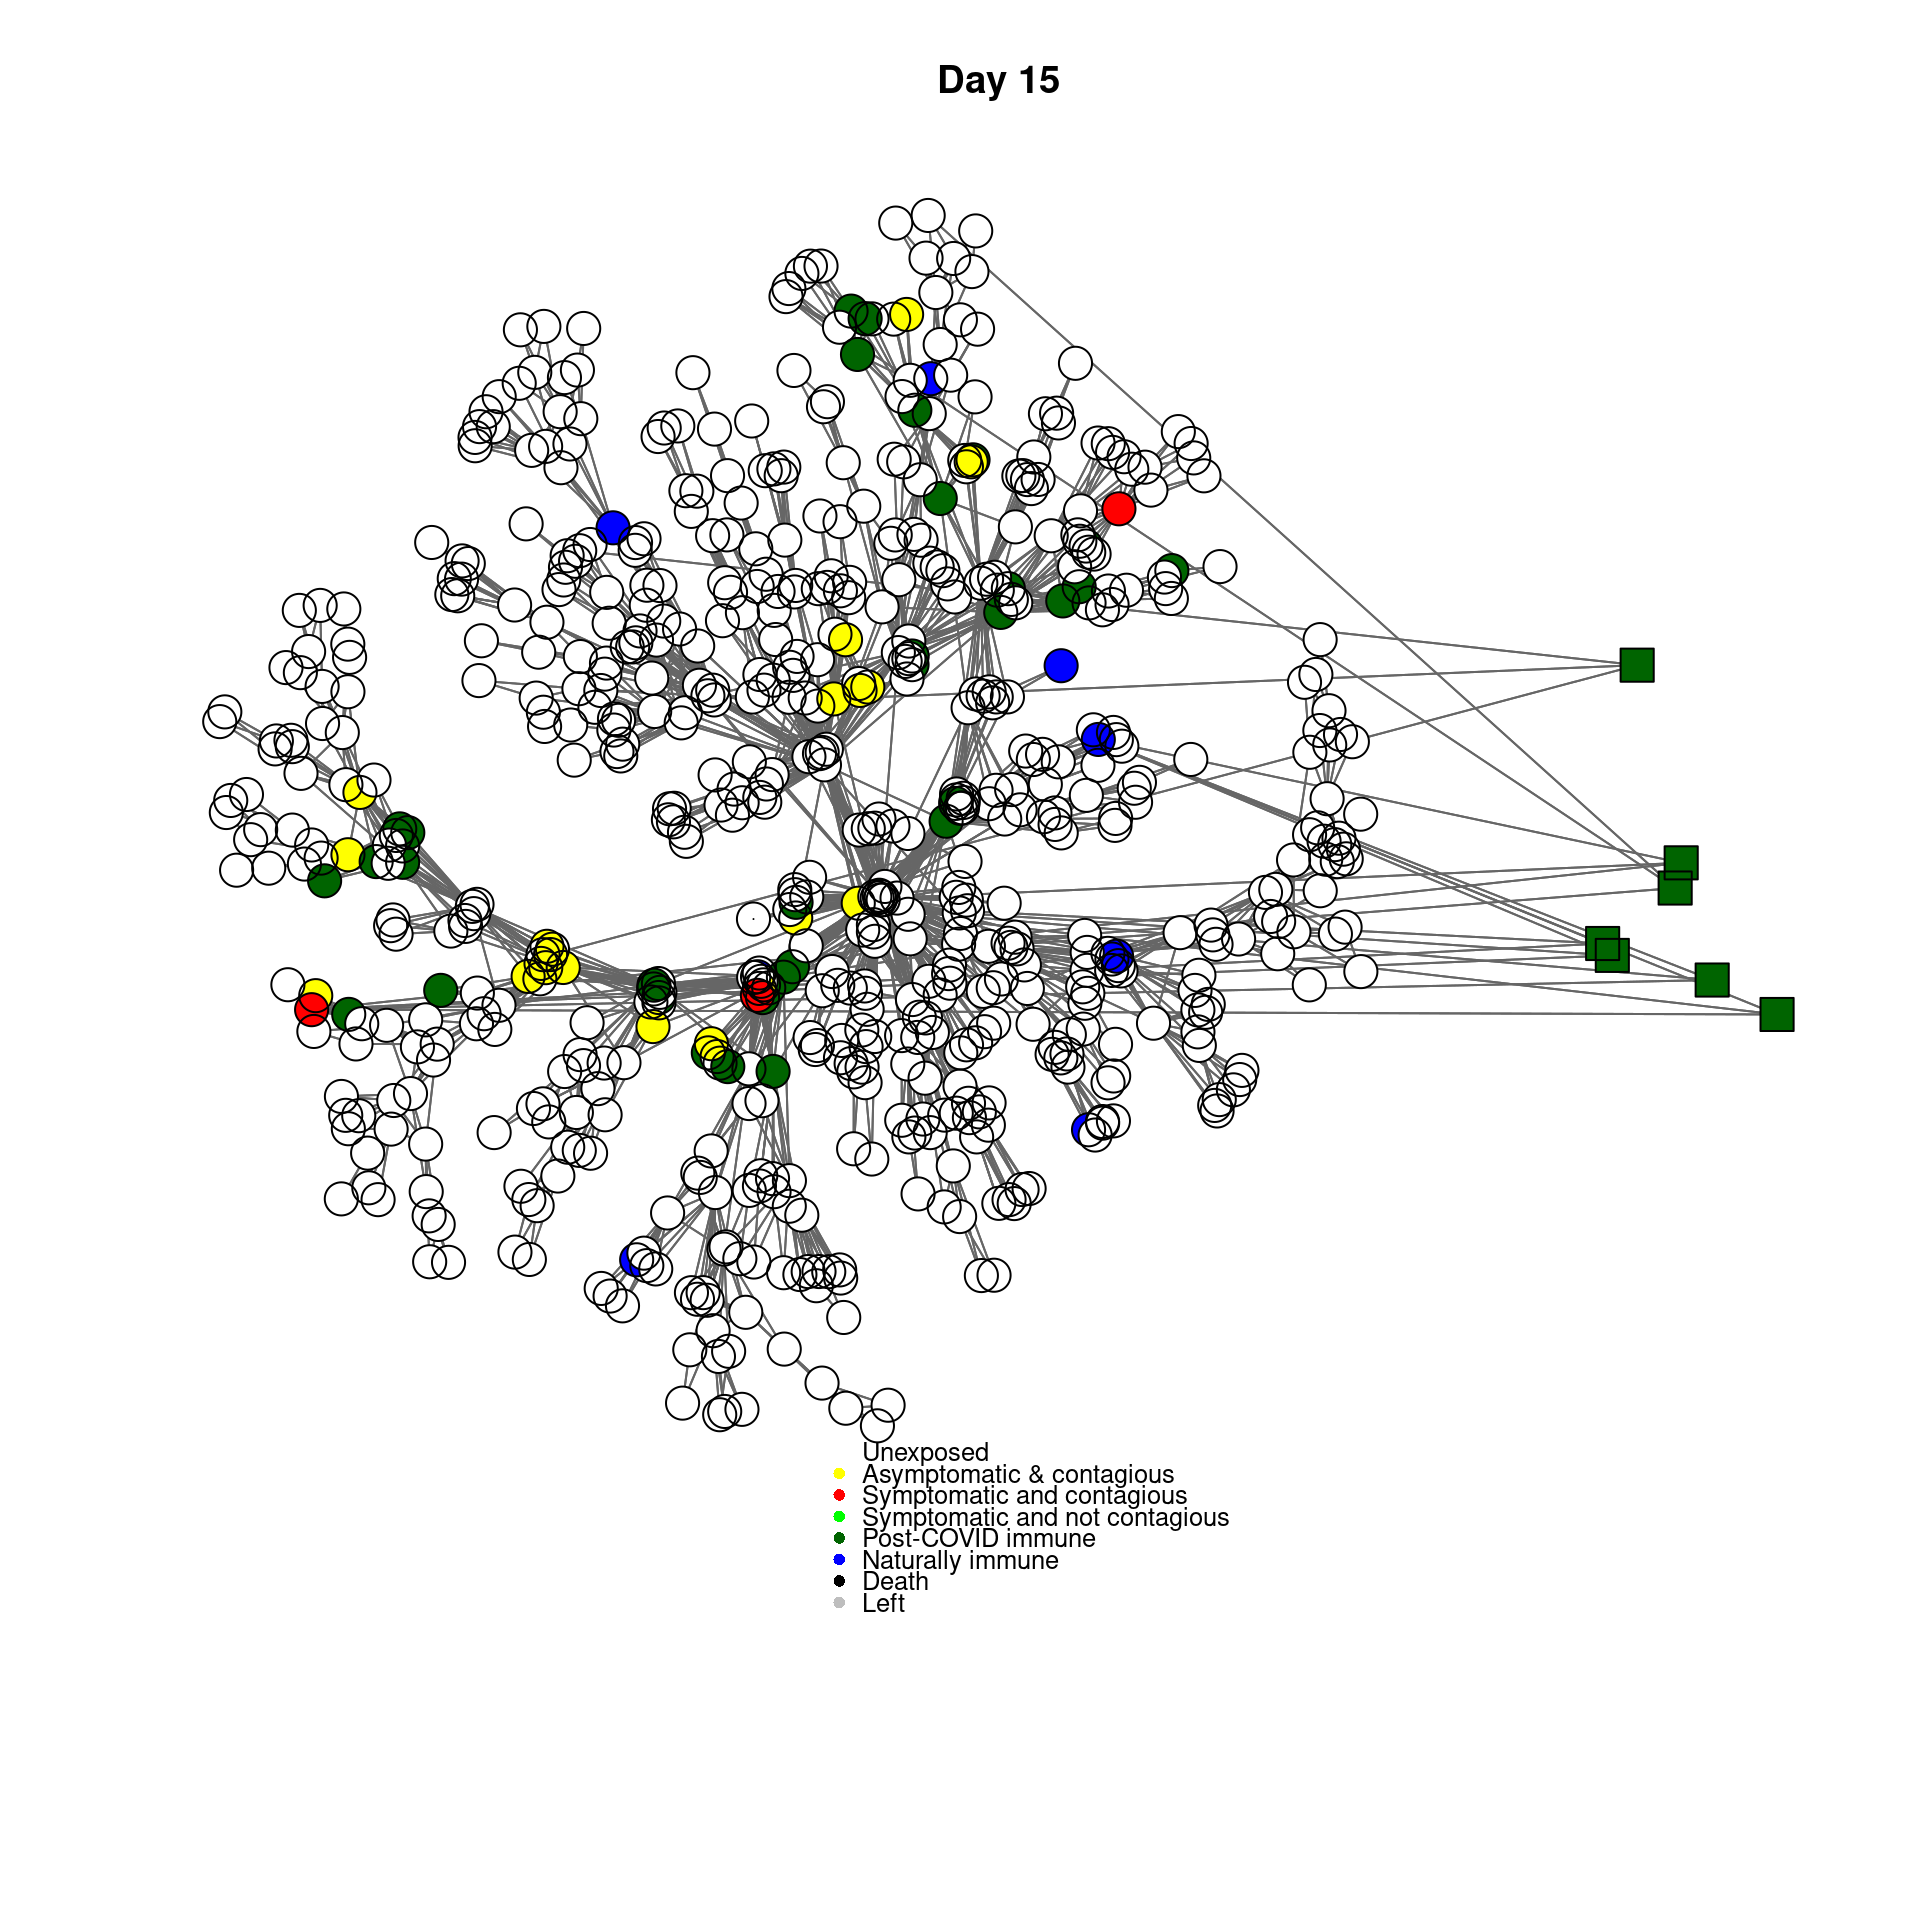 Day 15
Unexposed
Asymptomatic & contagious
Symptomatic and contagious
Symptomatic and not contagious
Post-COVID immune
Naturally immune
Death
Left